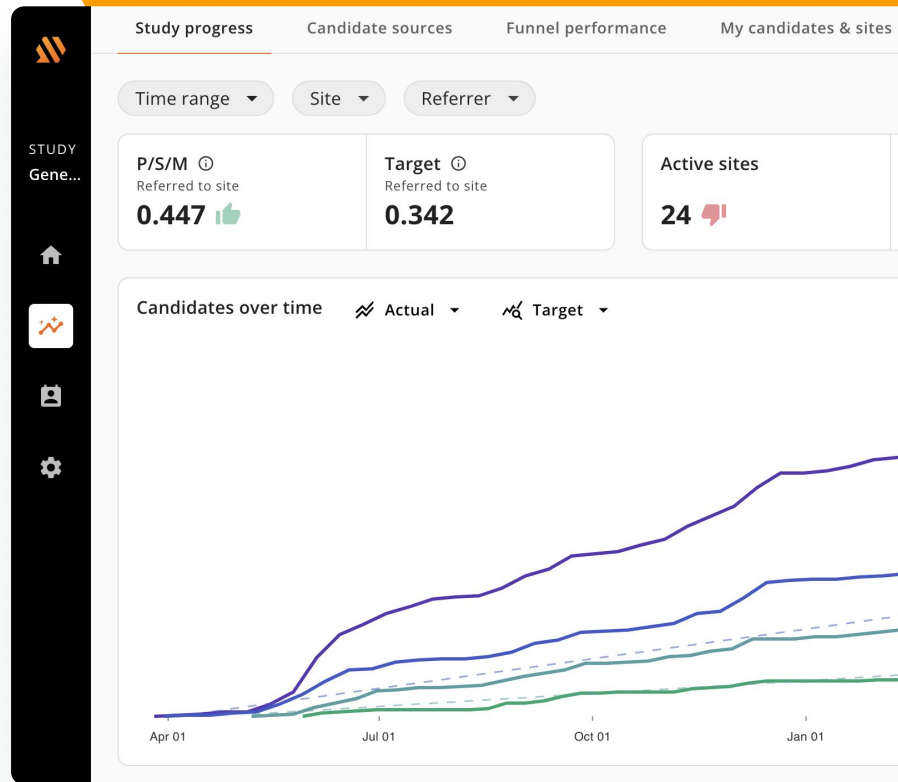 Study progress
Candidate sources
Funnel performance
My candidates & sites
Time range
Site
Referrer
STUDY
Gene...
P/S/M
Referred to site
0.447
Target
Referred to site
0.342
Active sites
24
Candidates over time
Actual
Target
Apr 01
Jul 01
Oct 01
Jan 01